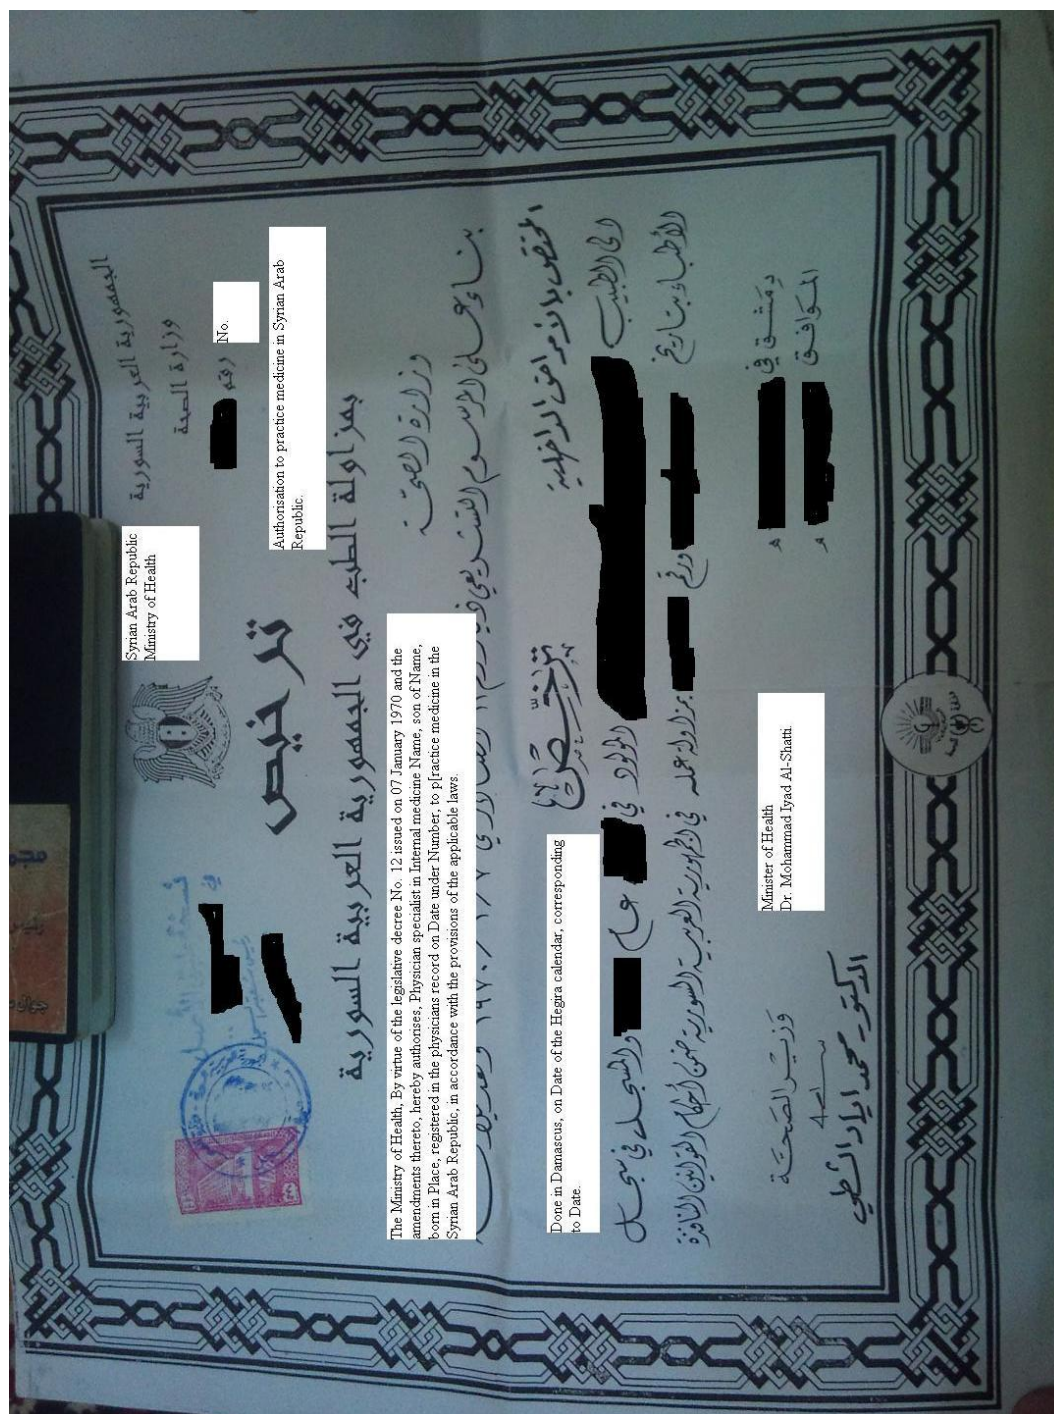 الجمهورية العربية السورية
وزارة الصحة
رقم
No.
Syrian Arab Republic
Ministry of Health
ترخيص
Authorisation to practice medicine in Syrian Arab
Republic.
بمزاولة الطب في الجمهورية العربية السورية
وزارة الصحة
بناء على المرسوم التشريعي
١٩٧٠
The Ministry of Health, By virtue of the legislative decree No. 12 issued on 07 January 1970 and the
amendments thereto, hereby authorises, Physician specialist in Internal medicine Name, son of Name,
born in Place, registered in the physicians record on Date under Number, to p[ractice medicine in the
Syrian Arab Republic, in accordance with the provisions of the applicable laws.
ترخص
المختص بالأمراض الداخلية
الى الطبيب
المولود في
عام
والمسجل في سجل
الأطباء بتاريخ
ورقم
بمزاولة عمله في الجمهورية العربية السورية ضمن احكام القوانين النافذة
Done in Damascus, on Date of the Hegira calendar, corresponding
to Date.
دمشق في
هـ
الموافق
Minister of Health
Dr. Mohammad Iyad Al-Shatti.
وزير الصحة
الدكتور محمد اياد الشطي